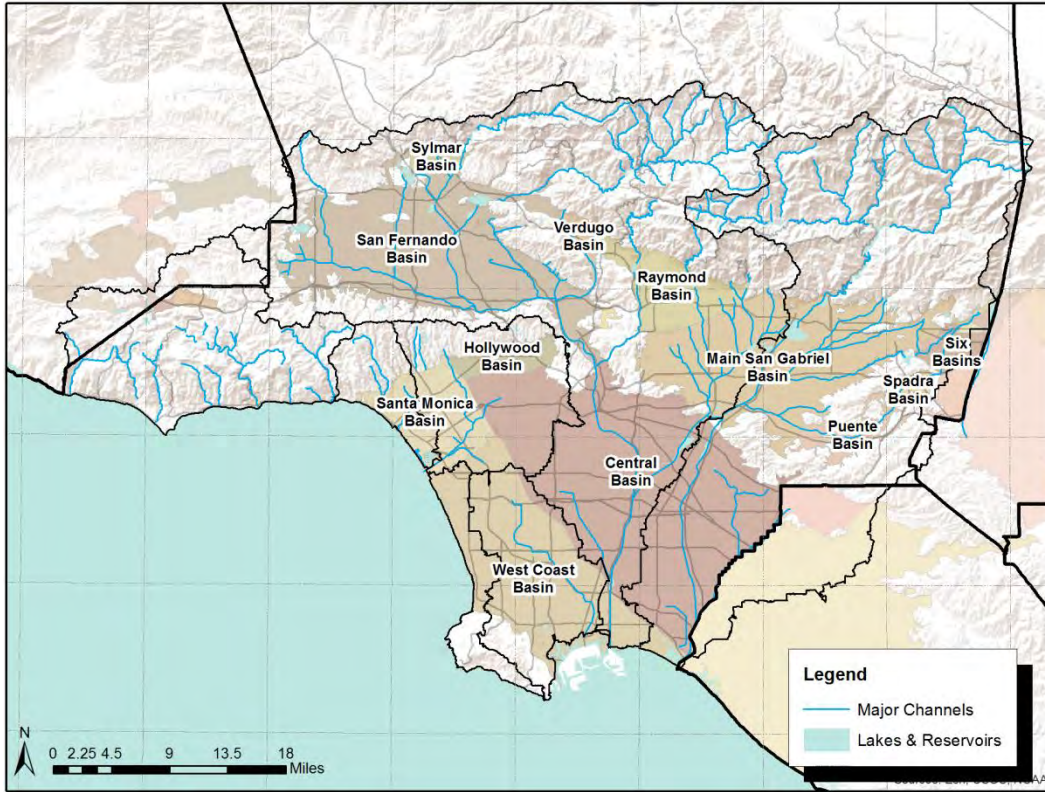 Sylmar
Basin
San Fernando
Basin
Verdugo
Basin
Raymond
Basin
Hollywood
Basin
Main San Gabriel
Basin
Six
Basins
Spadra
Basin
Santa Monica
Basin
Puente
Basin
Central
Basin
West Coast
Basin
Legend
Major Channels
Lakes & Reservoirs
N
0 2.25 4.5 9 13.5 18
Miles